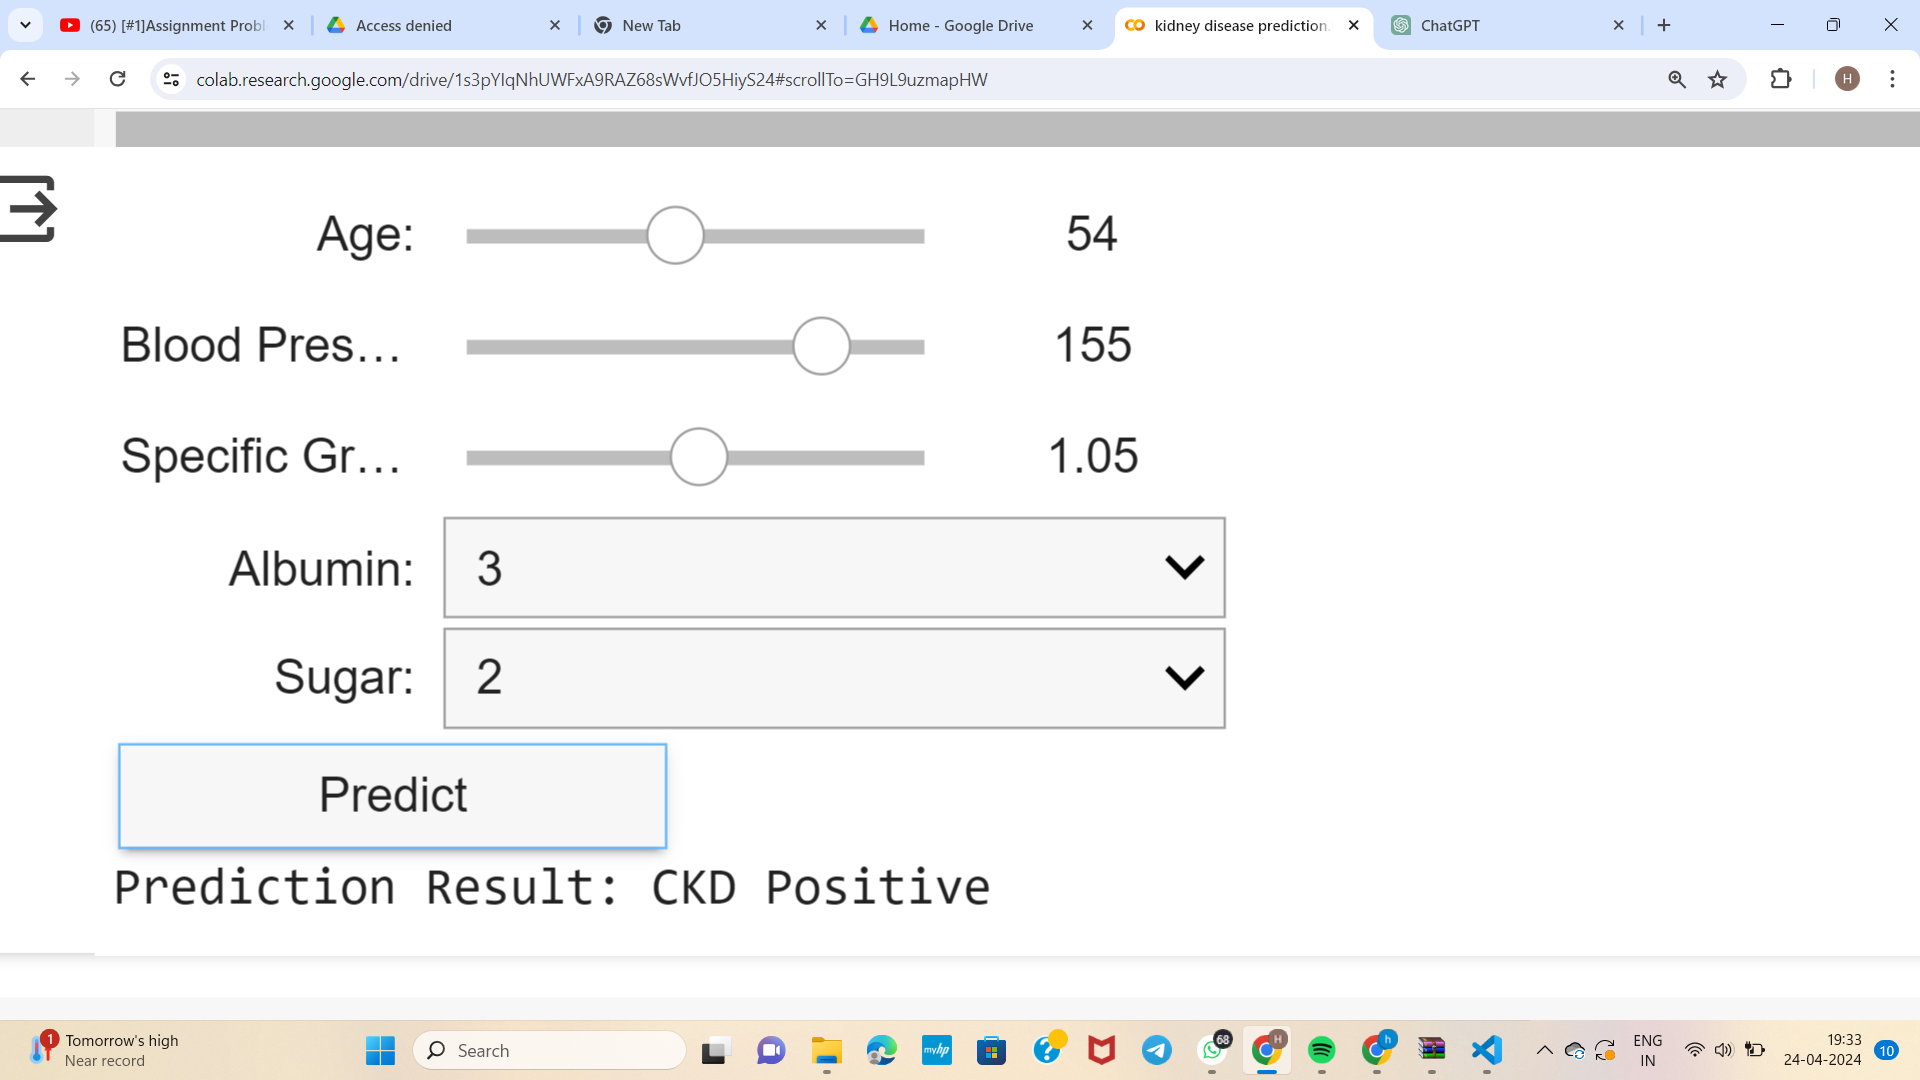 (65) [#1]Assignment Probl
Access denied
New Tab
Home - Google Drive
kidney disease prediction.
ChatGPT
colab.research.google.com/drive/1s3pYIqNhUWFxA9RAZ68sWvfJO5HiyS24#scrollTo=GH9L9uzmapHW
H
Age: 54
Blood Pres... 155
Specific Gr... 1.05
Albumin: 3
Sugar: 2
Predict
Prediction Result: CKD Positive
1
Tomorrow's high
Near record
Search
myhp
68
H
h
ENG
IN
19:33
24-04-2024
10